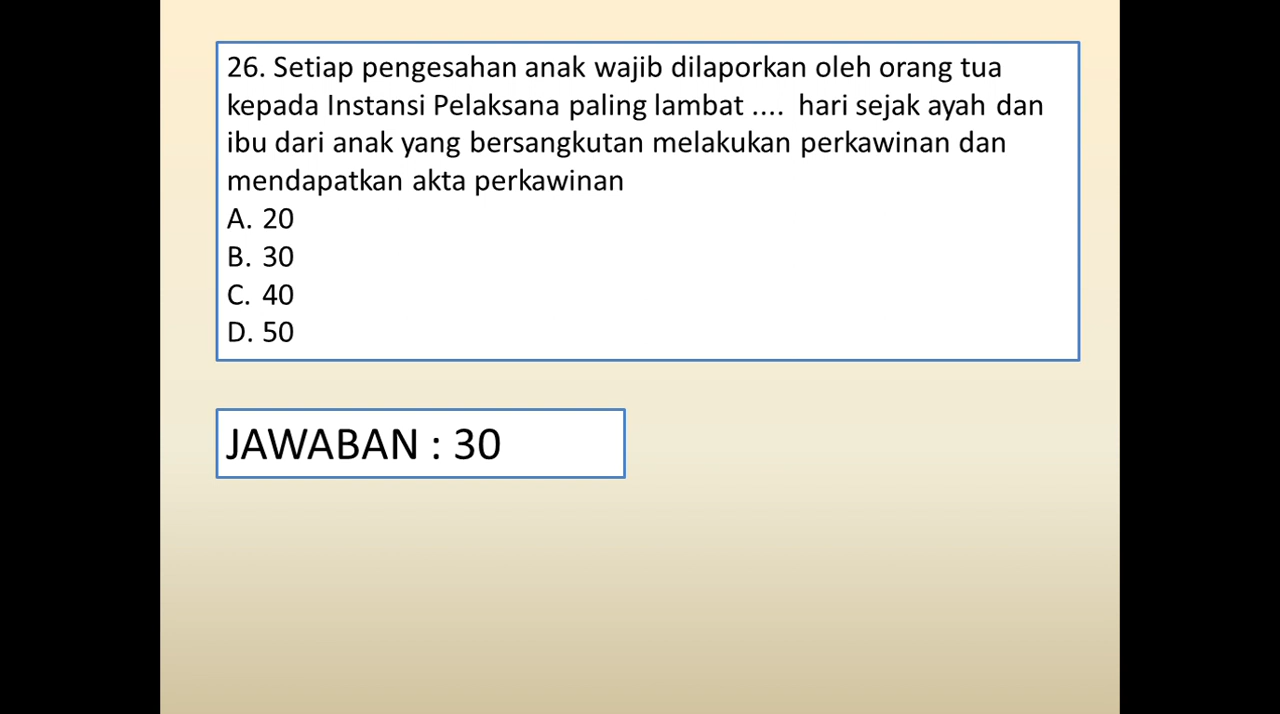 26. Setiap pengesahan anak wajib dilaporkan oleh orang tua
kepada Instansi Pelaksana paling lambat .... hari sejak ayah dan
ibu dari anak yang bersangkutan melakukan perkawinan dan
mendapatkan akta perkawinan
A. 20
B. 30
C. 40
D. 50
JAWABAN : 30